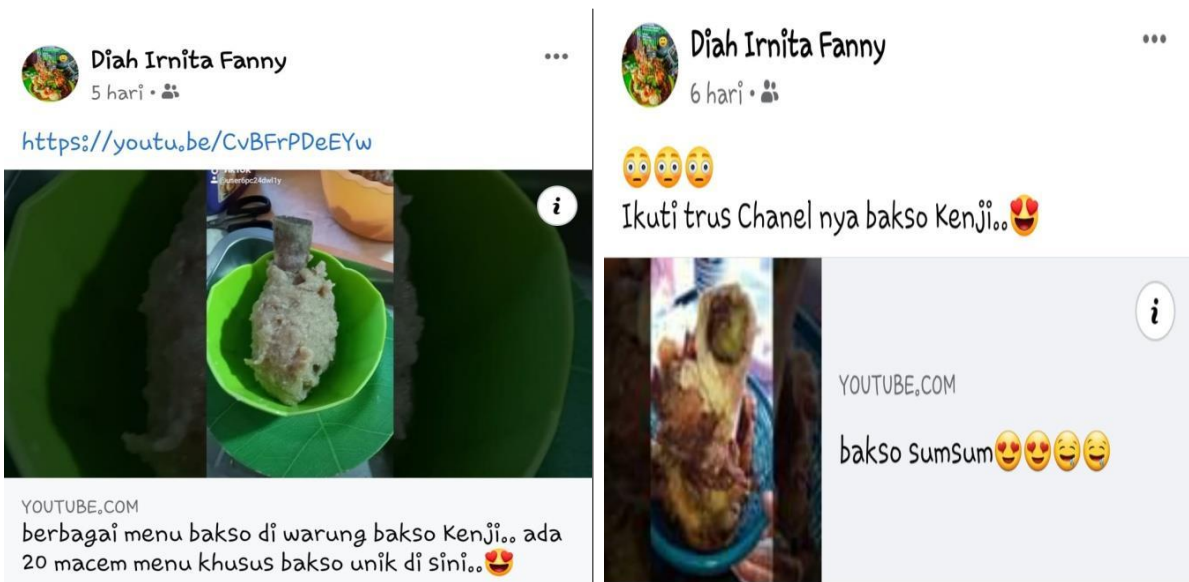 Diah Irnita Fanny
5 hari •
https://youtu.be/CvBFrPDeEYw
TikTok
@user6pc24dwl1y
YOUTUBE.COM
berbagai menu bakso di warung bakso Kenji.. ada
20 macem menu khusus bakso unik di sini..😍
Diah Irnita Fanny
6 hari •
😳😳😳
Ikuti trus Chanel nya bakso Kenji..😍
YOUTUBE.COM
bakso sumsum😍😍🤤🤤